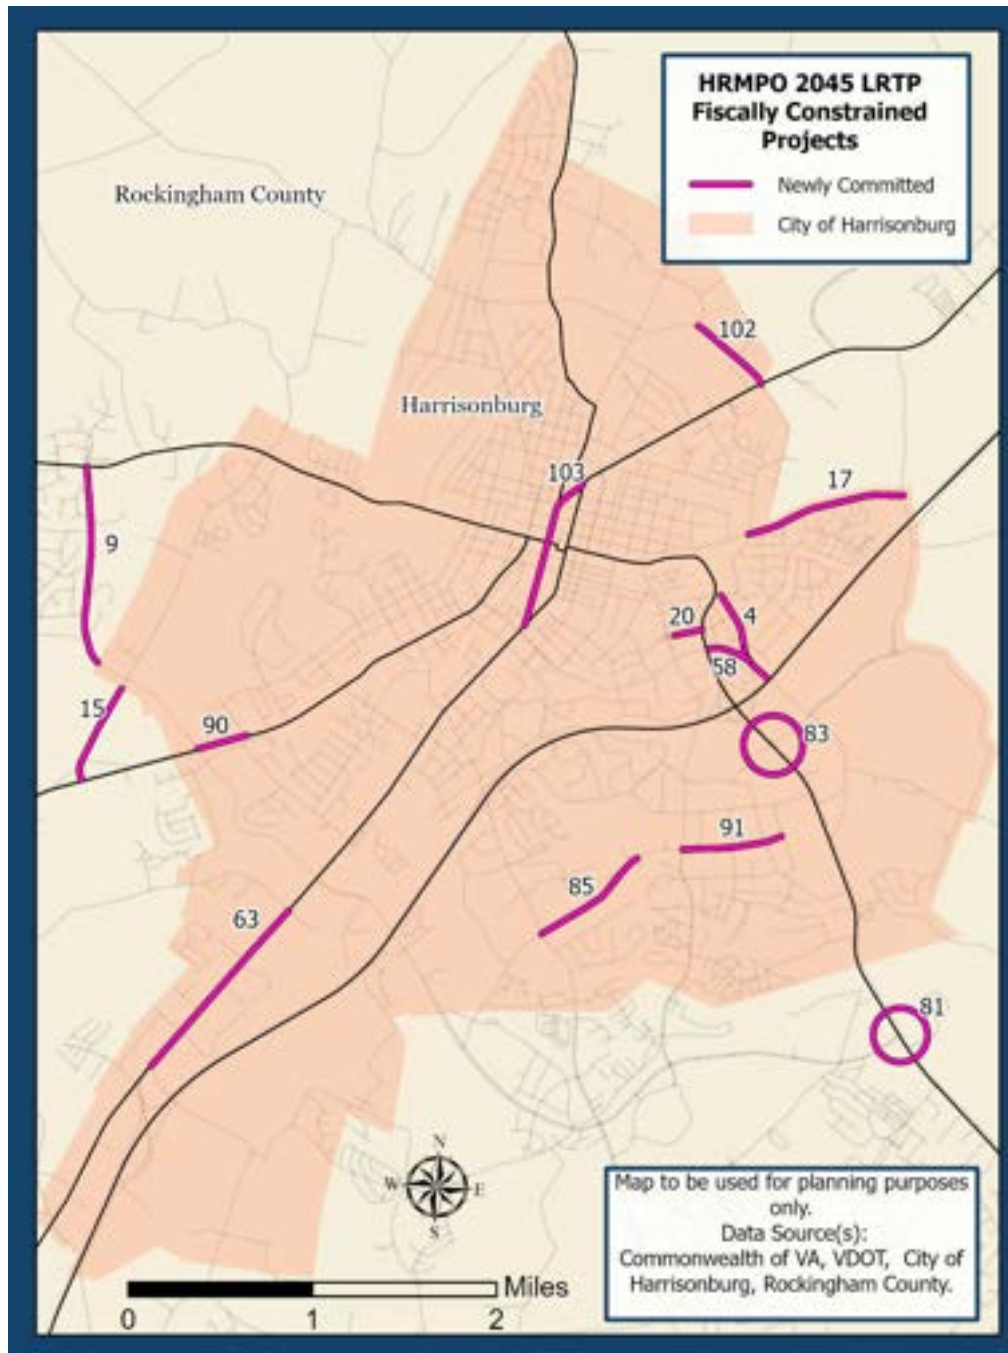 HRMPO 2045 LRTP
Fiscally Constrained
Projects
Newly Committed
City of Harrisonburg
Rockingham County
102
Harrisonburg
103
17
9
20
4
58
15
90
83
91
85
63
81
N
W
E
S
Miles
0
1
2
Map to be used for planning purposes
only.
Data Source(s):
Commonwealth of VA, VDOT, City of
Harrisonburg, Rockingham County.